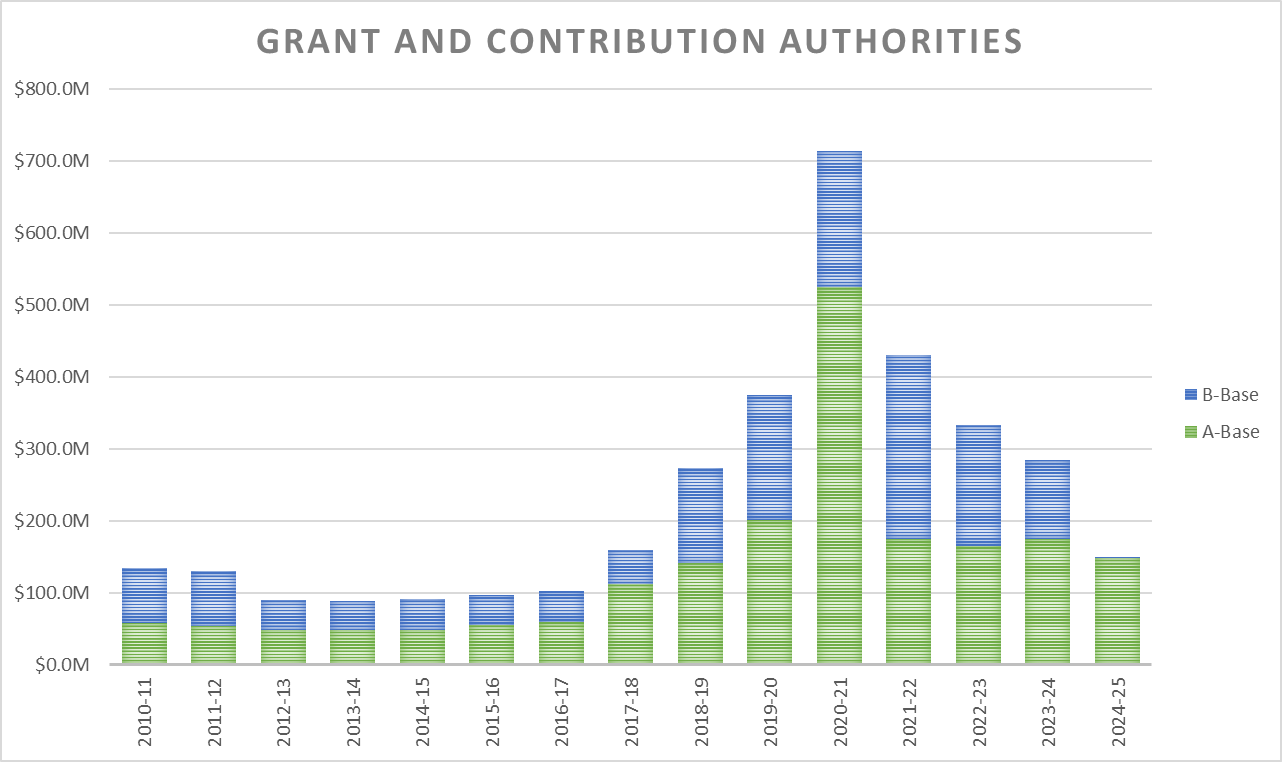 GRANT AND CONTRIBUTION AUTHORITIES
$800.0M
$700.0M
$600.0M
$500.0M
$400.0M
$300.0M
$200.0M
$100.0M
$0.0M
B-Base
A-Base
2010-11
2011-12
2012-13
2013-14
2014-15
2015-16
2016-17
2017-18
2018-19
2019-20
2020-21
2021-22
2022-23
2023-24
2024-25